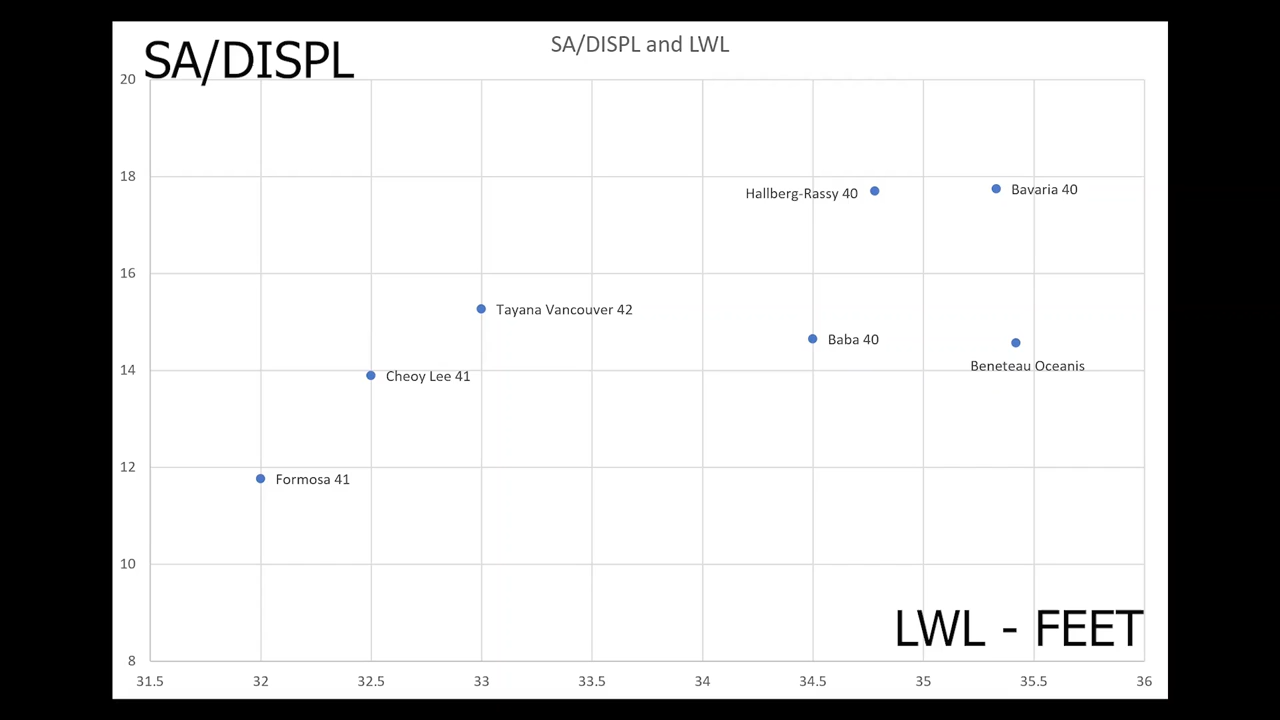 SA/DISPL
SA/DISPL and LWL
20
18
Hallberg-Rassy 40
Bavaria 40
16
Tayana Vancouver 42
Baba 40
Beneteau Oceanis
14
Cheoy Lee 41
12
Formosa 41
10
LWL - FEET
8
31.5 32 32.5 33 33.5 34 34.5 35 35.5 36